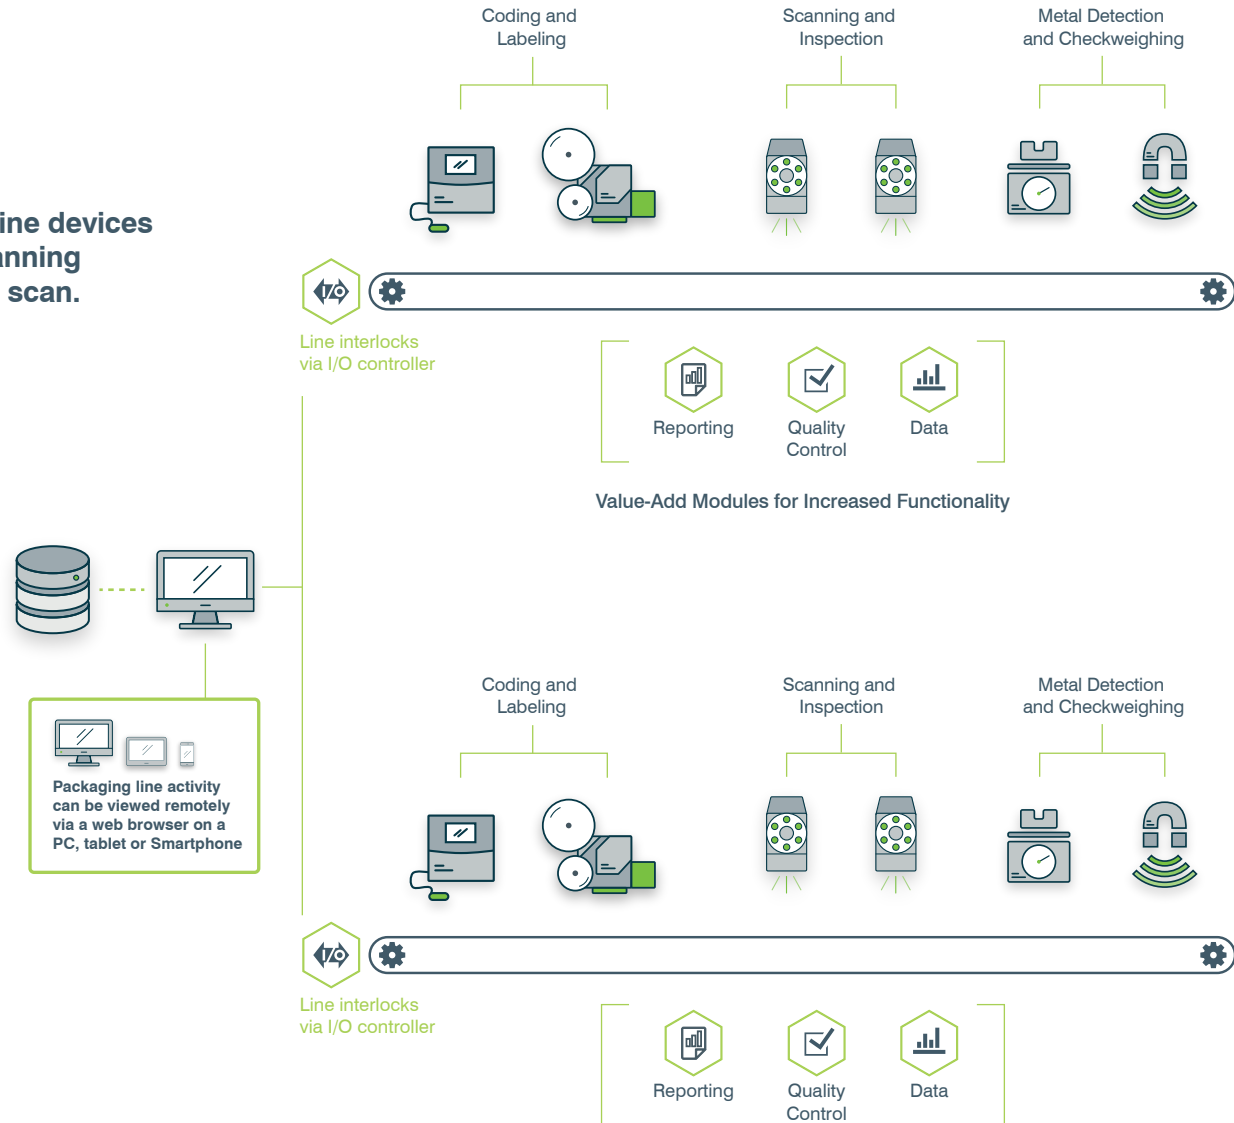 Coding and
Labeling
Scanning and
Inspection
Metal Detection
and Checkweighing
devices
scan.
I/O
Line interlocks
via I/O controller
Reporting
Quality
Control
Data
Value-Add Modules for Increased Functionality
Coding and
Labeling
Scanning and
Inspection
Metal Detection
and Checkweighing
Packaging line activity
can be viewed remotely
via a web browser on a
PC, tablet or Smartphone
I/O
Line interlocks
via I/O controller
Reporting
Quality
Control
Data